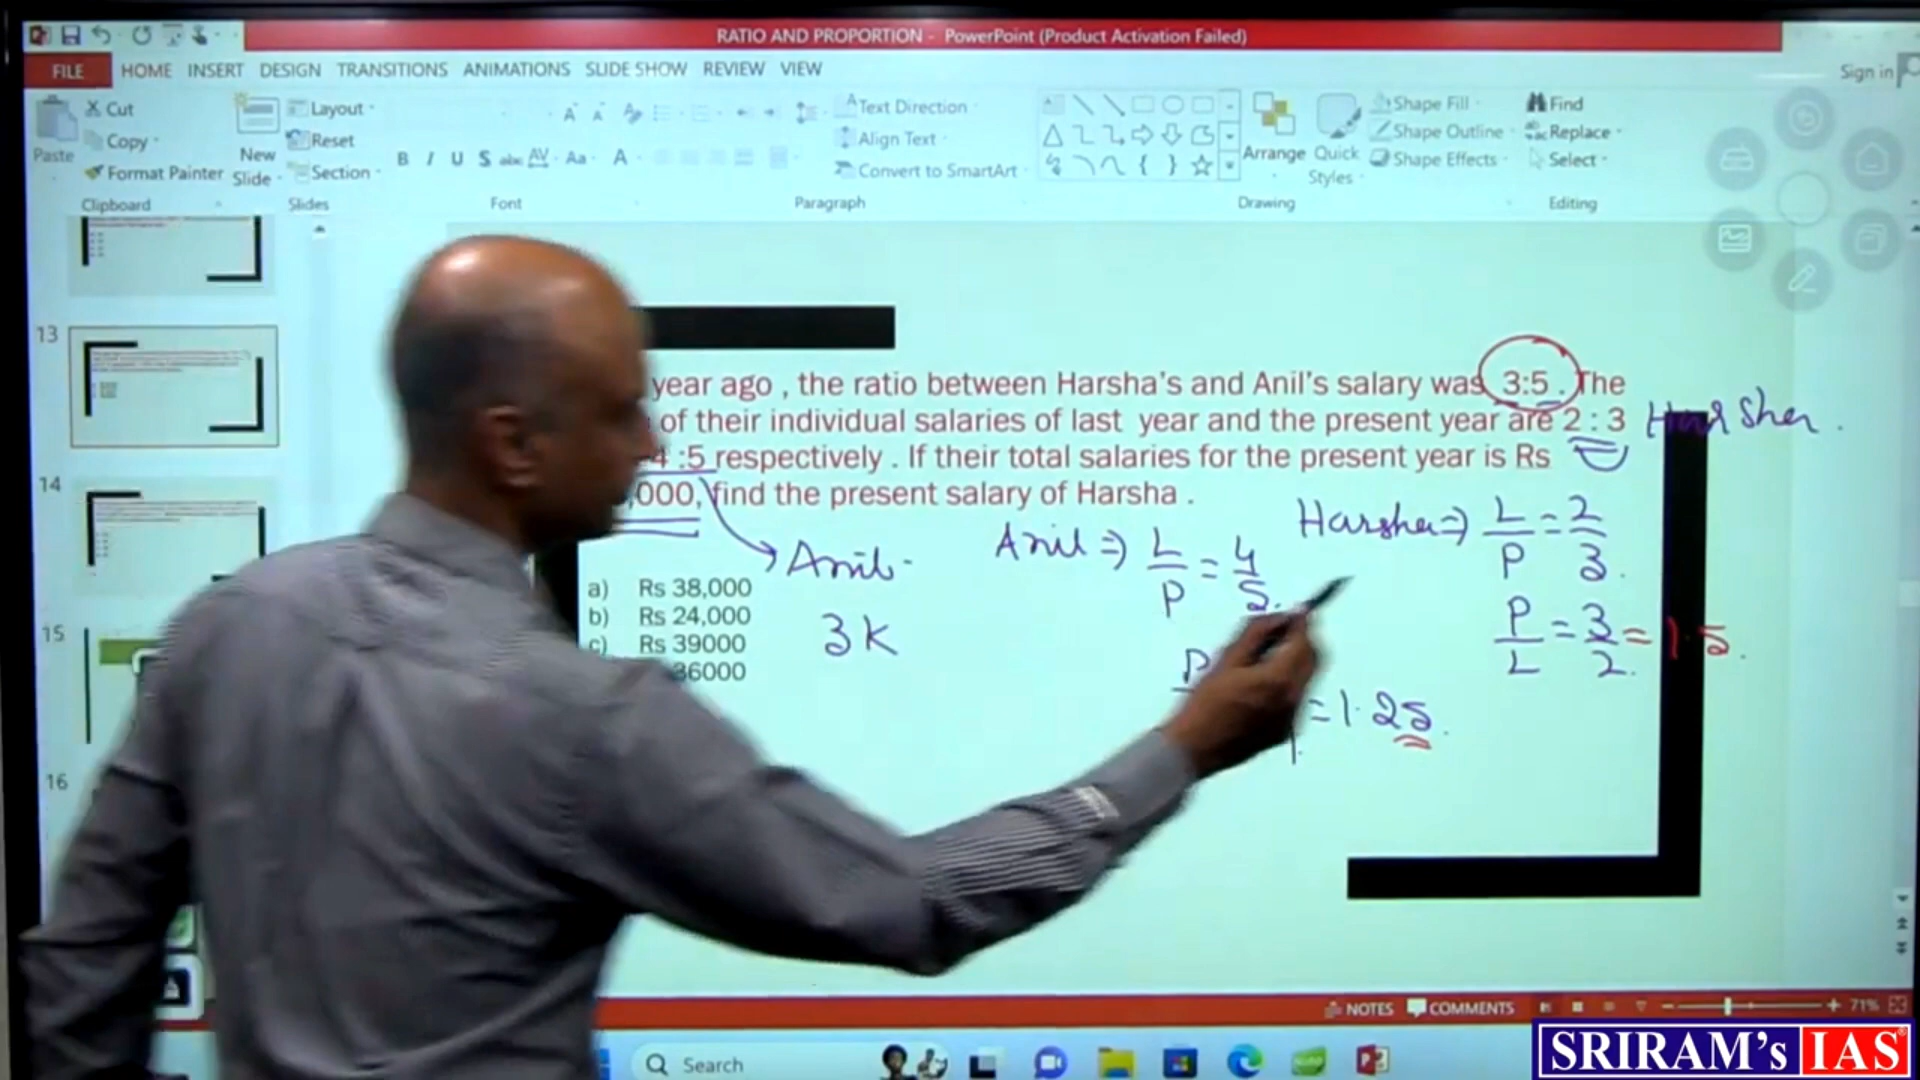 RATIO AND PROPORTION - PowerPoint (Product Activation Failed)
FILE HOME INSERT DESIGN TRANSITIONS ANIMATIONS SLIDE SHOW REVIEW VIEW
Sign in
Cut
Copy
Format Painter
Paste
Clipboard
New Slide
Layout
Reset
Section
Slides
B I U S abc AV Aa A
Font
Text Direction
Align Text
Convert to SmartArt
Paragraph
Arrange
Quick Styles
Shape Fill
Shape Outline
Shape Effects
Drawing
Find
Replace
Select
Editing
13
14
15
16
year ago , the ratio between Harsha's and Anil's salary was 3:5 . The
of their individual salaries of last year and the present year are 2 : 3
Harsha .
4 :5 respectively . If their total salaries for the present year is Rs
,000, find the present salary of Harsha .
a) Rs 38,000
b) Rs 24,000
c) Rs 39000
36000
Anil
3K
Anil ⇒ L/P = 4/5.
P
= 1.25.
Harsha ⇒ L/P = 2/3.
P/L = 3/2. = 1.5.
NOTES COMMENTS 71%
Search
SRIRAM's IAS